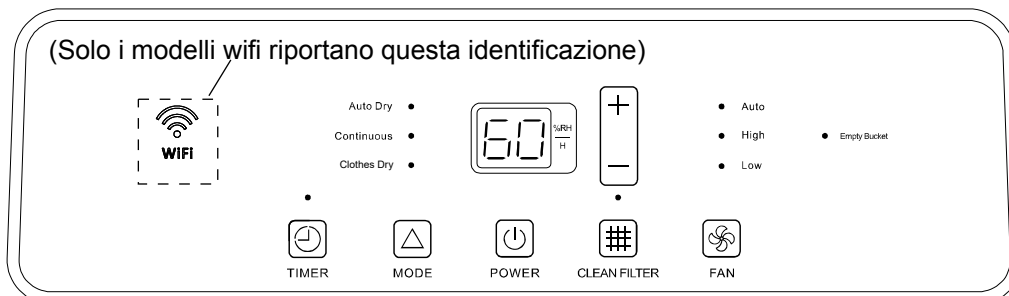 (Solo i modelli wifi riportano questa identificazione)
WiFi
Auto Dry
Continuous
Clothes Dry
60 %RH
H
+
−
Auto
High
Low
Empty Bucket
TIMER
MODE
POWER
CLEAN FILTER
FAN